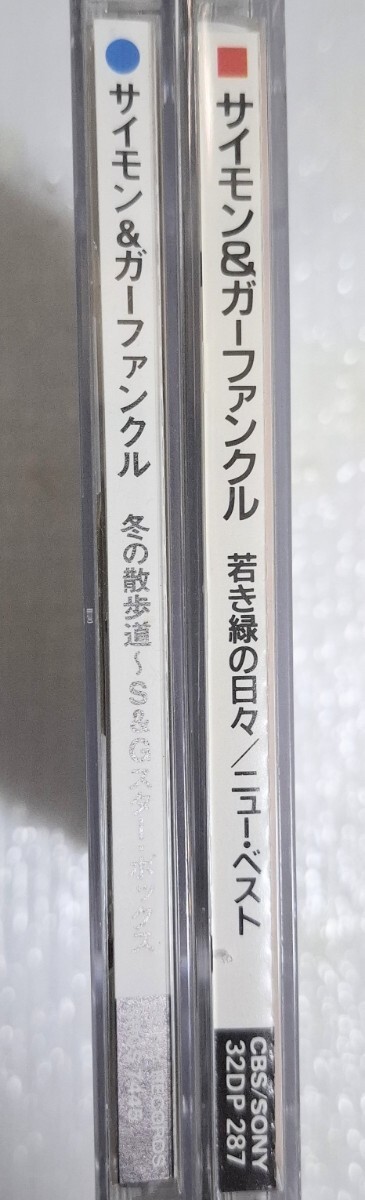 サイモン&ガーファンクル 冬の散歩道～S&Gスター・ボックス
RECORDS
サイモン&ガーファンクル 若き緑の日々/ニュー・ベスト
CBS/SONY
32DP 287